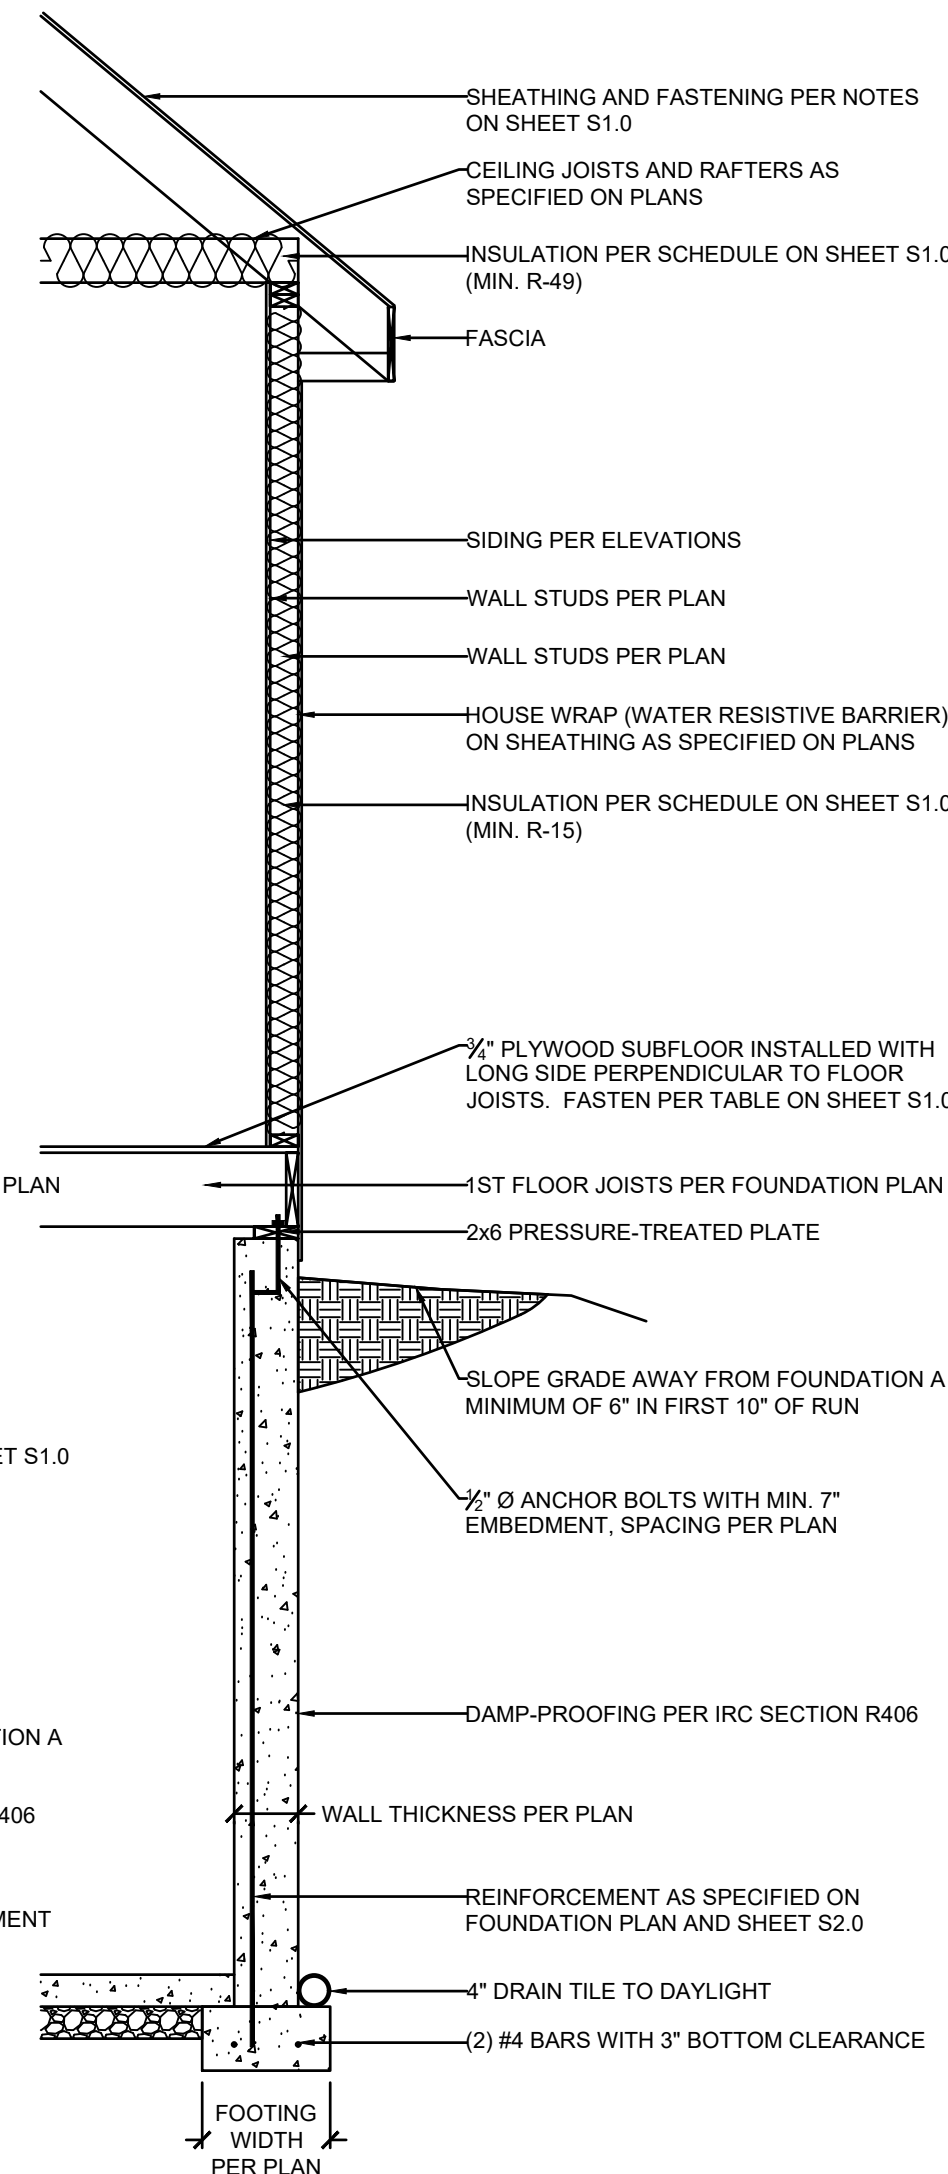 SHEATHING AND FASTENING PER NOTES
ON SHEET S1.0
CEILING JOISTS AND RAFTERS AS
SPECIFIED ON PLANS
INSULATION PER SCHEDULE ON SHEET S1.0
(MIN. R-49)
FASCIA
SIDING PER ELEVATIONS
WALL STUDS PER PLAN
WALL STUDS PER PLAN
HOUSE WRAP (WATER RESISTIVE BARRIER)
ON SHEATHING AS SPECIFIED ON PLANS
INSULATION PER SCHEDULE ON SHEET S1.0
(MIN. R-15)
3/4" PLYWOOD SUBFLOOR INSTALLED WITH
LONG SIDE PERPENDICULAR TO FLOOR
JOISTS. FASTEN PER TABLE ON SHEET S1.0
PLAN
1ST FLOOR JOISTS PER FOUNDATION PLAN
2x6 PRESSURE-TREATED PLATE
SLOPE GRADE AWAY FROM FOUNDATION A
MINIMUM OF 6" IN FIRST 10" OF RUN
ET S1.0
1/2" Ø ANCHOR BOLTS WITH MIN. 7"
EMBEDMENT, SPACING PER PLAN
DAMP-PROOFING PER IRC SECTION R406
TION A
406
WALL THICKNESS PER PLAN
REINFORCEMENT AS SPECIFIED ON
FOUNDATION PLAN AND SHEET S2.0
MENT
4" DRAIN TILE TO DAYLIGHT
(2) #4 BARS WITH 3" BOTTOM CLEARANCE
FOOTING
WIDTH
PER PLAN